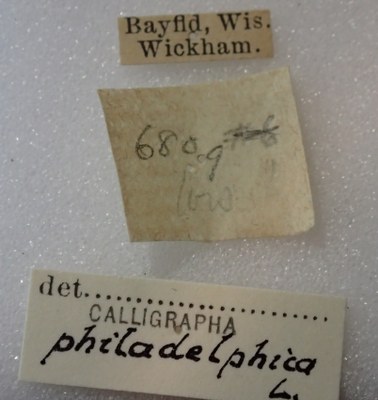 Bayfld, Wis.
Wickham.
680.9
det..........................
CALLIGRAPHA
philadelphica
L.